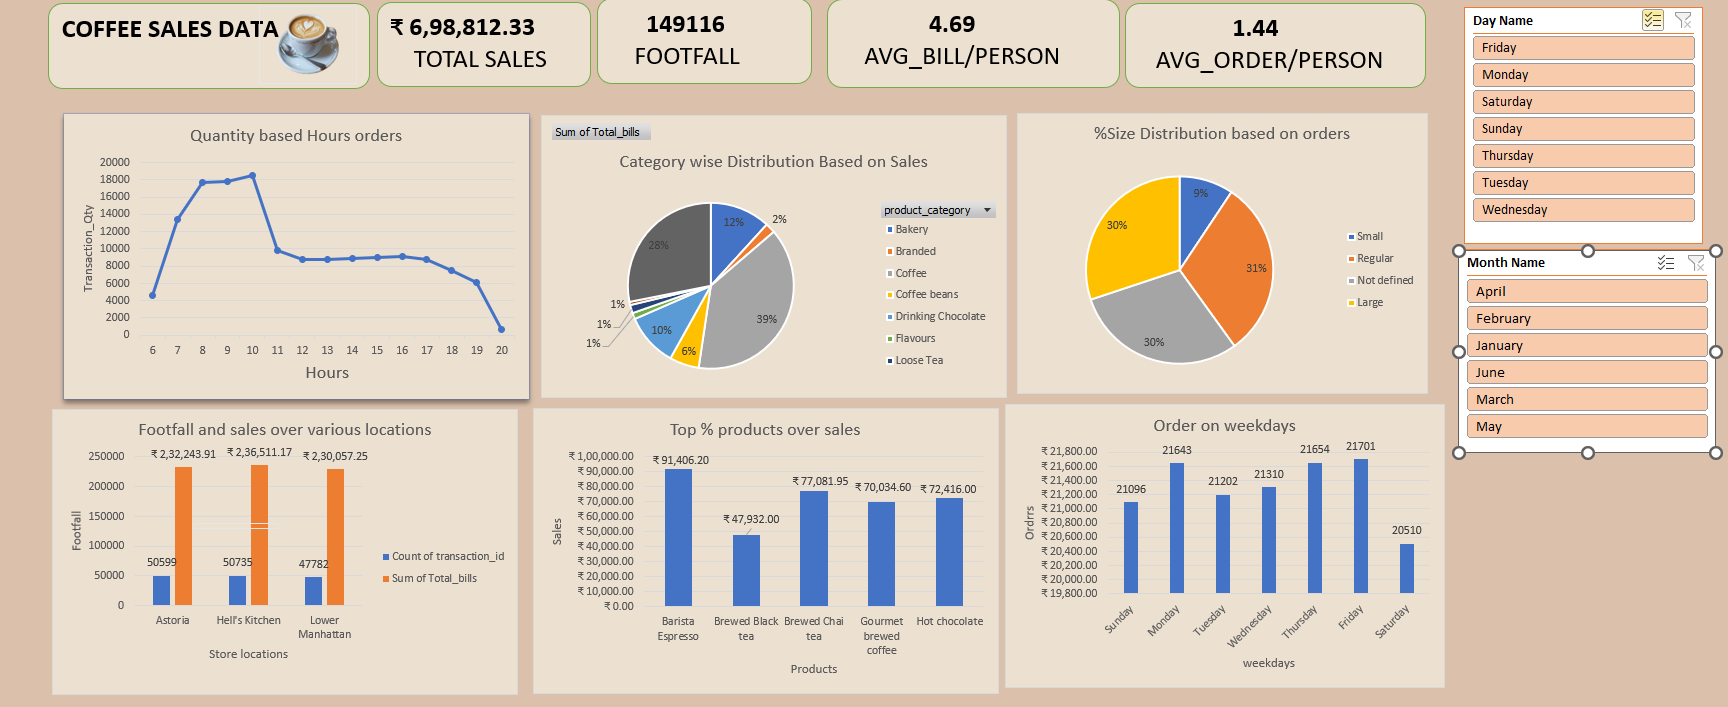 COFFEE SALES DATA
₹ 6,98,812.33
TOTAL SALES
149116
FOOTFALL
4.69
AVG_BILL/PERSON
1.44
AVG_ORDER/PERSON
Day Name
Friday
Monday
Saturday
Sunday
Thursday
Tuesday
Wednesday
Month Name
April
February
January
June
March
May
Quantity based Hours orders
Transaction_Qty
20000
18000
16000
14000
12000
10000
8000
6000
4000
2000
0
6 7 8 9 10 11 12 13 14 15 16 17 18 19 20
Hours
Sum of Total_bills
Category wise Distribution Based on Sales
12%
2%
39%
6%
10%
1%
1%
1%
28%
product_category
Bakery
Branded
Coffee
Coffee beans
Drinking Chocolate
Flavours
Loose Tea
%Size Distribution based on orders
9%
31%
30%
30%
Small
Regular
Not defined
Large
Footfall and sales over various locations
Footfall
250000
200000
150000
100000
50000
0
₹ 2,32,243.91
₹ 2,36,511.17
₹ 2,30,057.25
50599
50735
47782
Astoria
Hell's Kitchen
Lower
Manhattan
Store locations
Count of transaction_id
Sum of Total_bills
Top % products over sales
Sales
₹ 1,00,000.00
₹ 90,000.00
₹ 80,000.00
₹ 70,000.00
₹ 60,000.00
₹ 50,000.00
₹ 40,000.00
₹ 30,000.00
₹ 20,000.00
₹ 10,000.00
₹ 0.00
₹ 91,406.20
₹ 47,932.00
₹ 77,081.95
₹ 70,034.60
₹ 72,416.00
Barista
Espresso
Brewed Black
tea
Brewed Chai
tea
Gourmet
brewed
coffee
Hot chocolate
Products
Order on weekdays
Ordrrs
₹ 21,800.00
₹ 21,600.00
₹ 21,400.00
₹ 21,200.00
₹ 21,000.00
₹ 20,800.00
₹ 20,600.00
₹ 20,400.00
₹ 20,200.00
₹ 20,000.00
₹ 19,800.00
21096
21643
21202
21310
21654
21701
20510
Sunday
Monday
Tuesday
Wednesday
Thursday
Friday
Saturday
weekdays